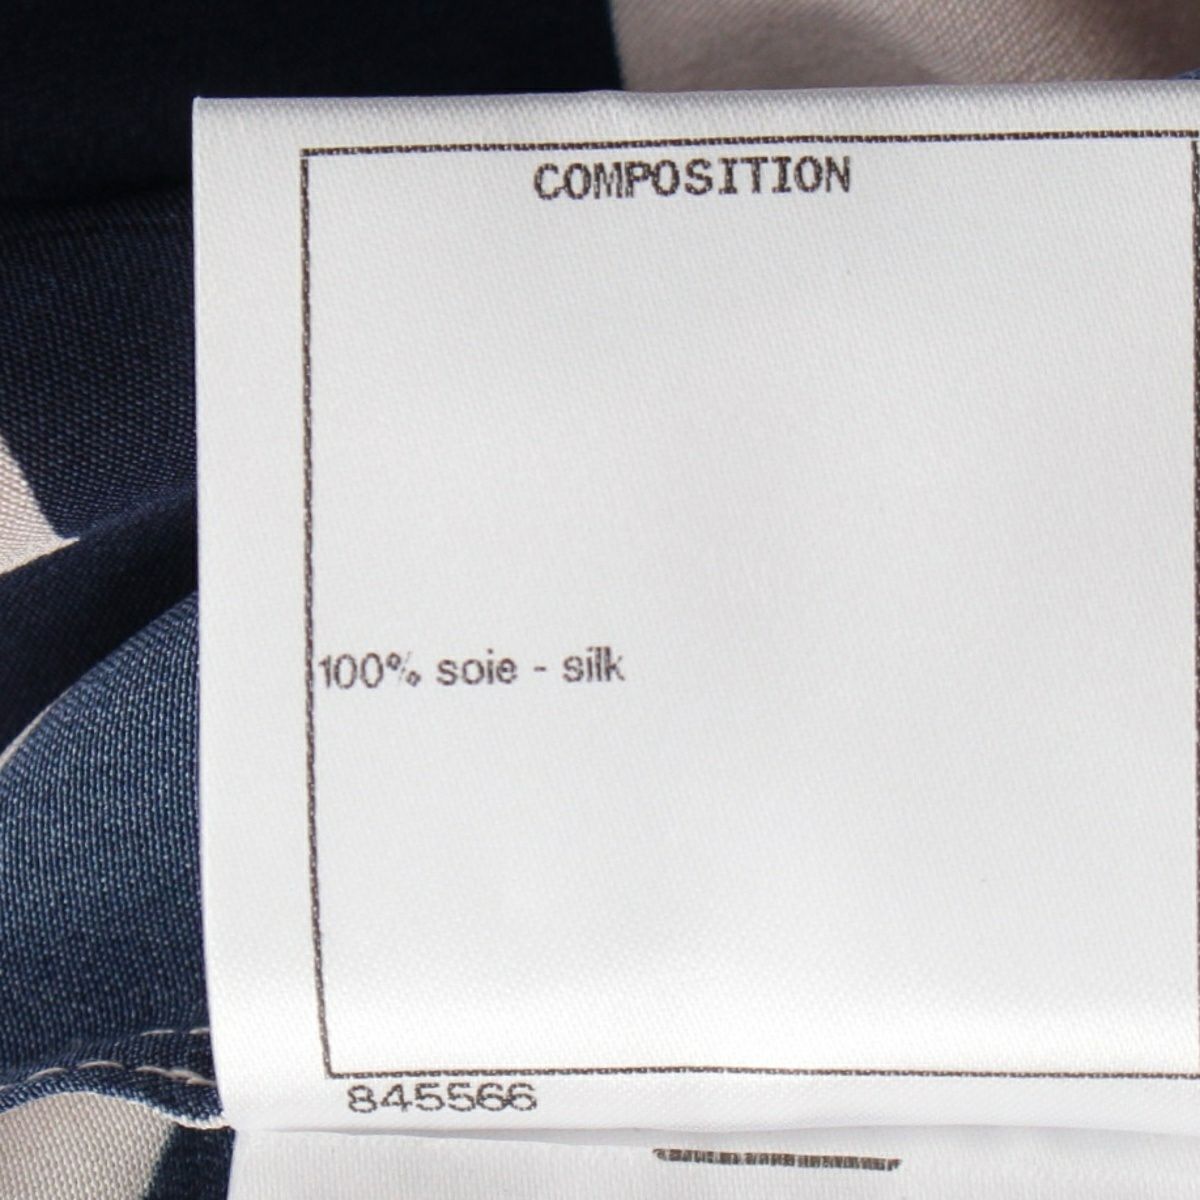 COMPOSITION
100% soie - silk
845566